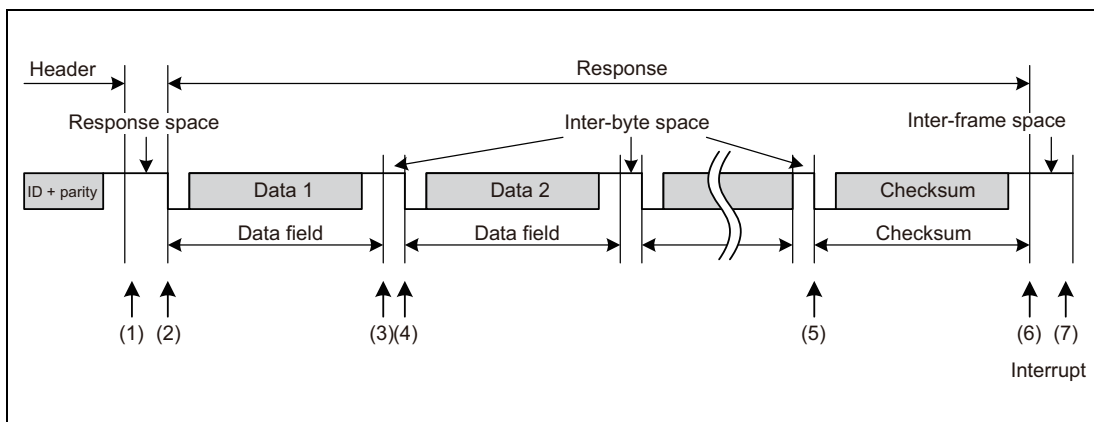 Header
Response
Response space
Inter-byte space
Inter-frame space
ID + parity
Data 1
Data 2
Checksum
Data field
Data field
Checksum
(1)
(2)
(3)
(4)
(5)
(6)
(7)
Interrupt